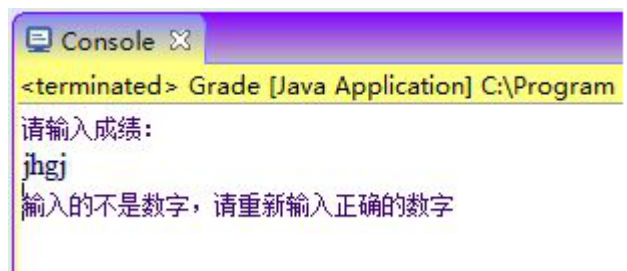 Console
<terminated> Grade [Java Application] C:\Program
请输入成绩：
jhgj
输入的不是数字，请重新输入正确的数字